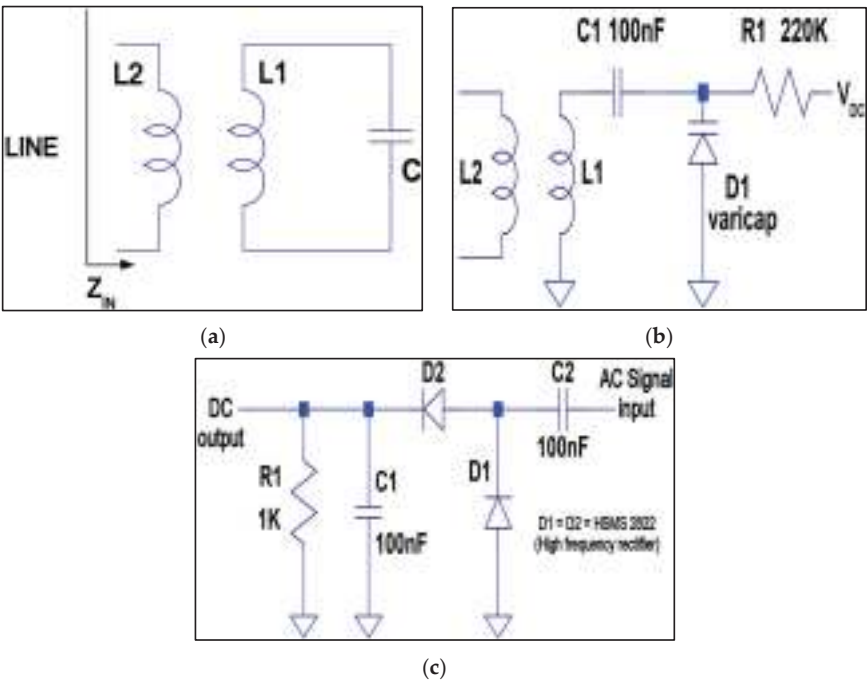 L2
L1
LINE
C
Z IN
(a)
C1 100nF
R1 220K
V DC
L2
L1
D1
varicap
(b)
D2
C2
AC Signal
input
DC
output
100nF
R1
1K
C1
100nF
D1
D1 = D2 = HSMS 2822
(High frequency rectifier)
(c)